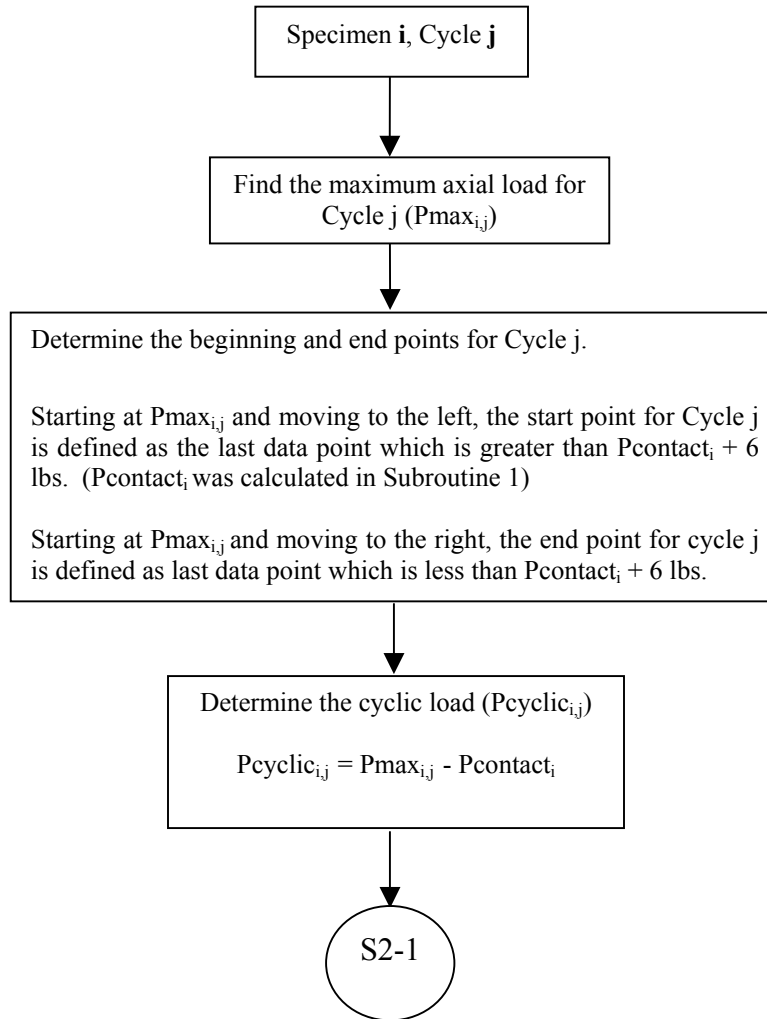 Specimen i, Cycle j
Find the maximum axial load for
Cycle j (Pmaxi,j)
Determine the beginning and end points for Cycle j.
Starting at Pmaxi,j and moving to the left, the start point for Cycle j
is defined as the last data point which is greater than Pcontacti + 6
lbs. (Pcontacti was calculated in Subroutine 1)
Starting at Pmaxi,j and moving to the right, the end point for cycle j
is defined as last data point which is less than Pcontacti + 6 lbs.
Determine the cyclic load (Pcyclici,j)
Pcyclici,j = Pmaxi,j - Pcontacti
S2-1